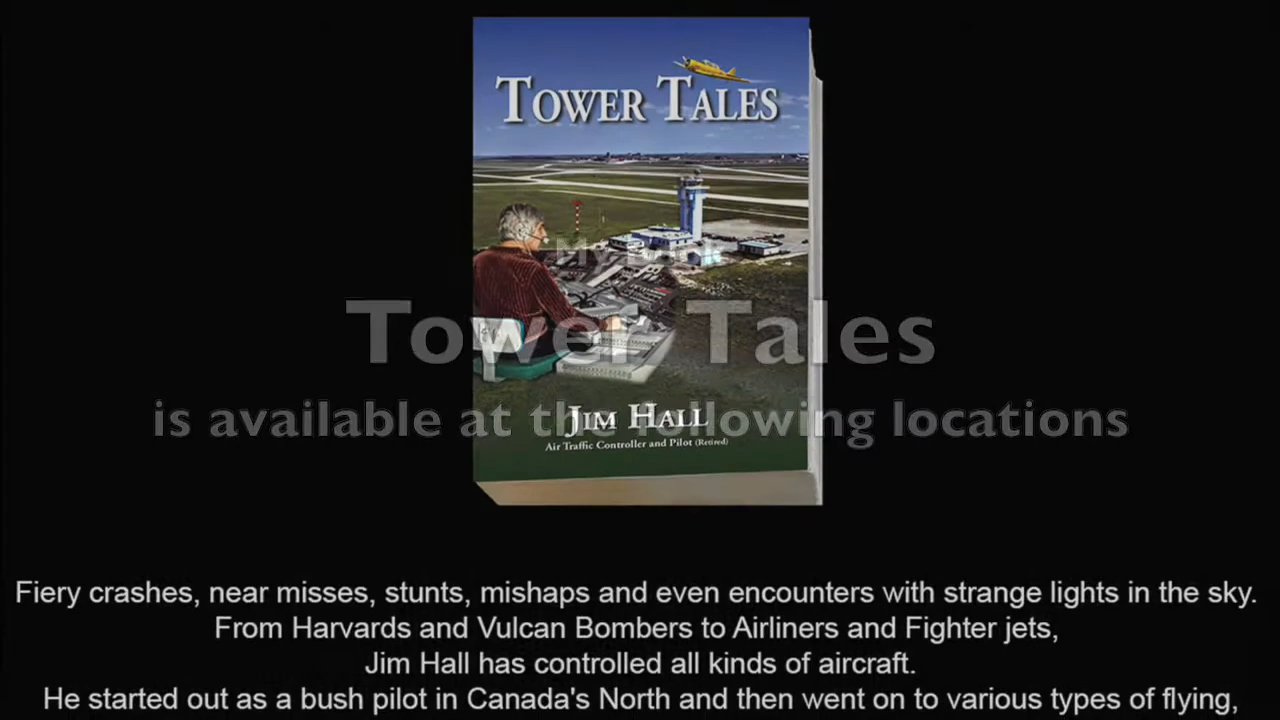 TOWER TALES
My Book
Tower Tales
is available at the following locations
JIM HALL
Air Traffic Controller and Pilot (Retired)
Fiery crashes, near misses, stunts, mishaps and even encounters with strange lights in the sky.
From Harvards and Vulcan Bombers to Airliners and Fighter jets,
Jim Hall has controlled all kinds of aircraft.
He started out as a bush pilot in Canada's North and then went on to various types of flying,